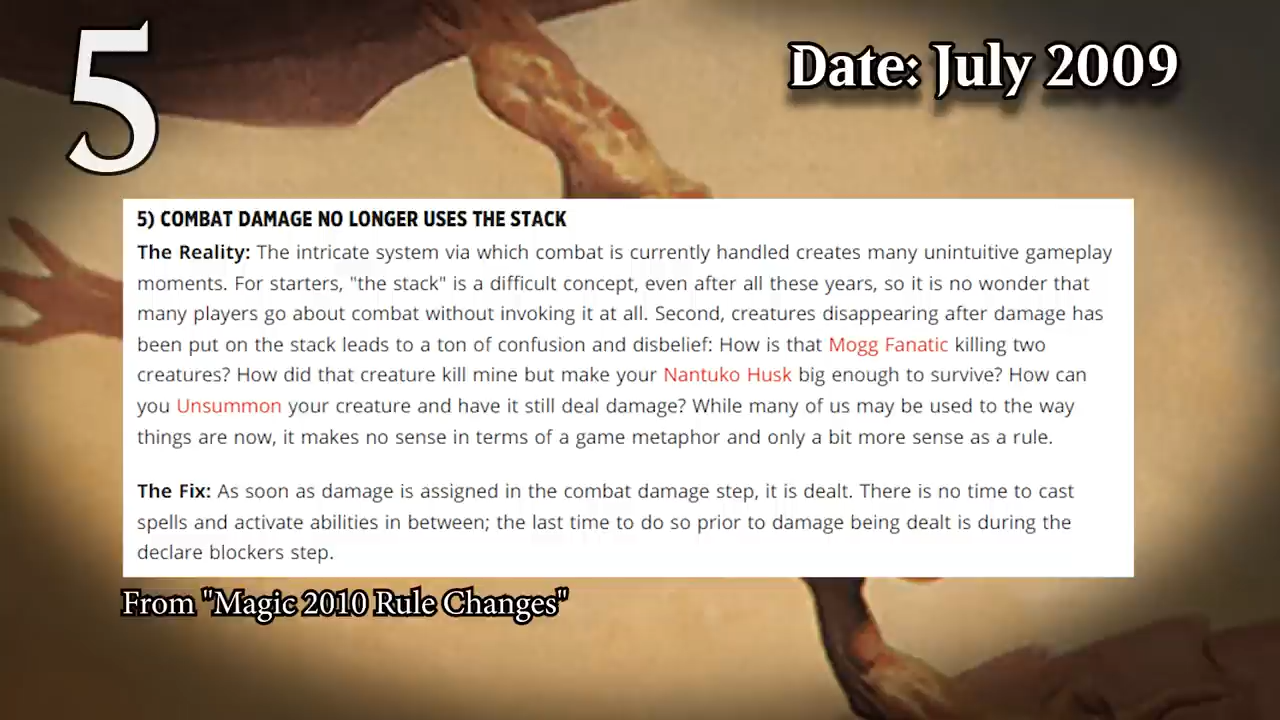 5
Date: July 2009
5) COMBAT DAMAGE NO LONGER USES THE STACK
The Reality: The intricate system via which combat is currently handled creates many unintuitive gameplay
moments. For starters, "the stack" is a difficult concept, even after all these years, so it is no wonder that
many players go about combat without invoking it at all. Second, creatures disappearing after damage has
been put on the stack leads to a ton of confusion and disbelief: How is that Mogg Fanatic killing two
creatures? How did that creature kill mine but make your Nantuko Husk big enough to survive? How can
you Unsummon your creature and have it still deal damage? While many of us may be used to the way
things are now, it makes no sense in terms of a game metaphor and only a bit more sense as a rule.
The Fix: As soon as damage is assigned in the combat damage step, it is dealt. There is no time to cast
spells and activate abilities in between; the last time to do so prior to damage being dealt is during the
declare blockers step.
From "Magic 2010 Rule Changes"